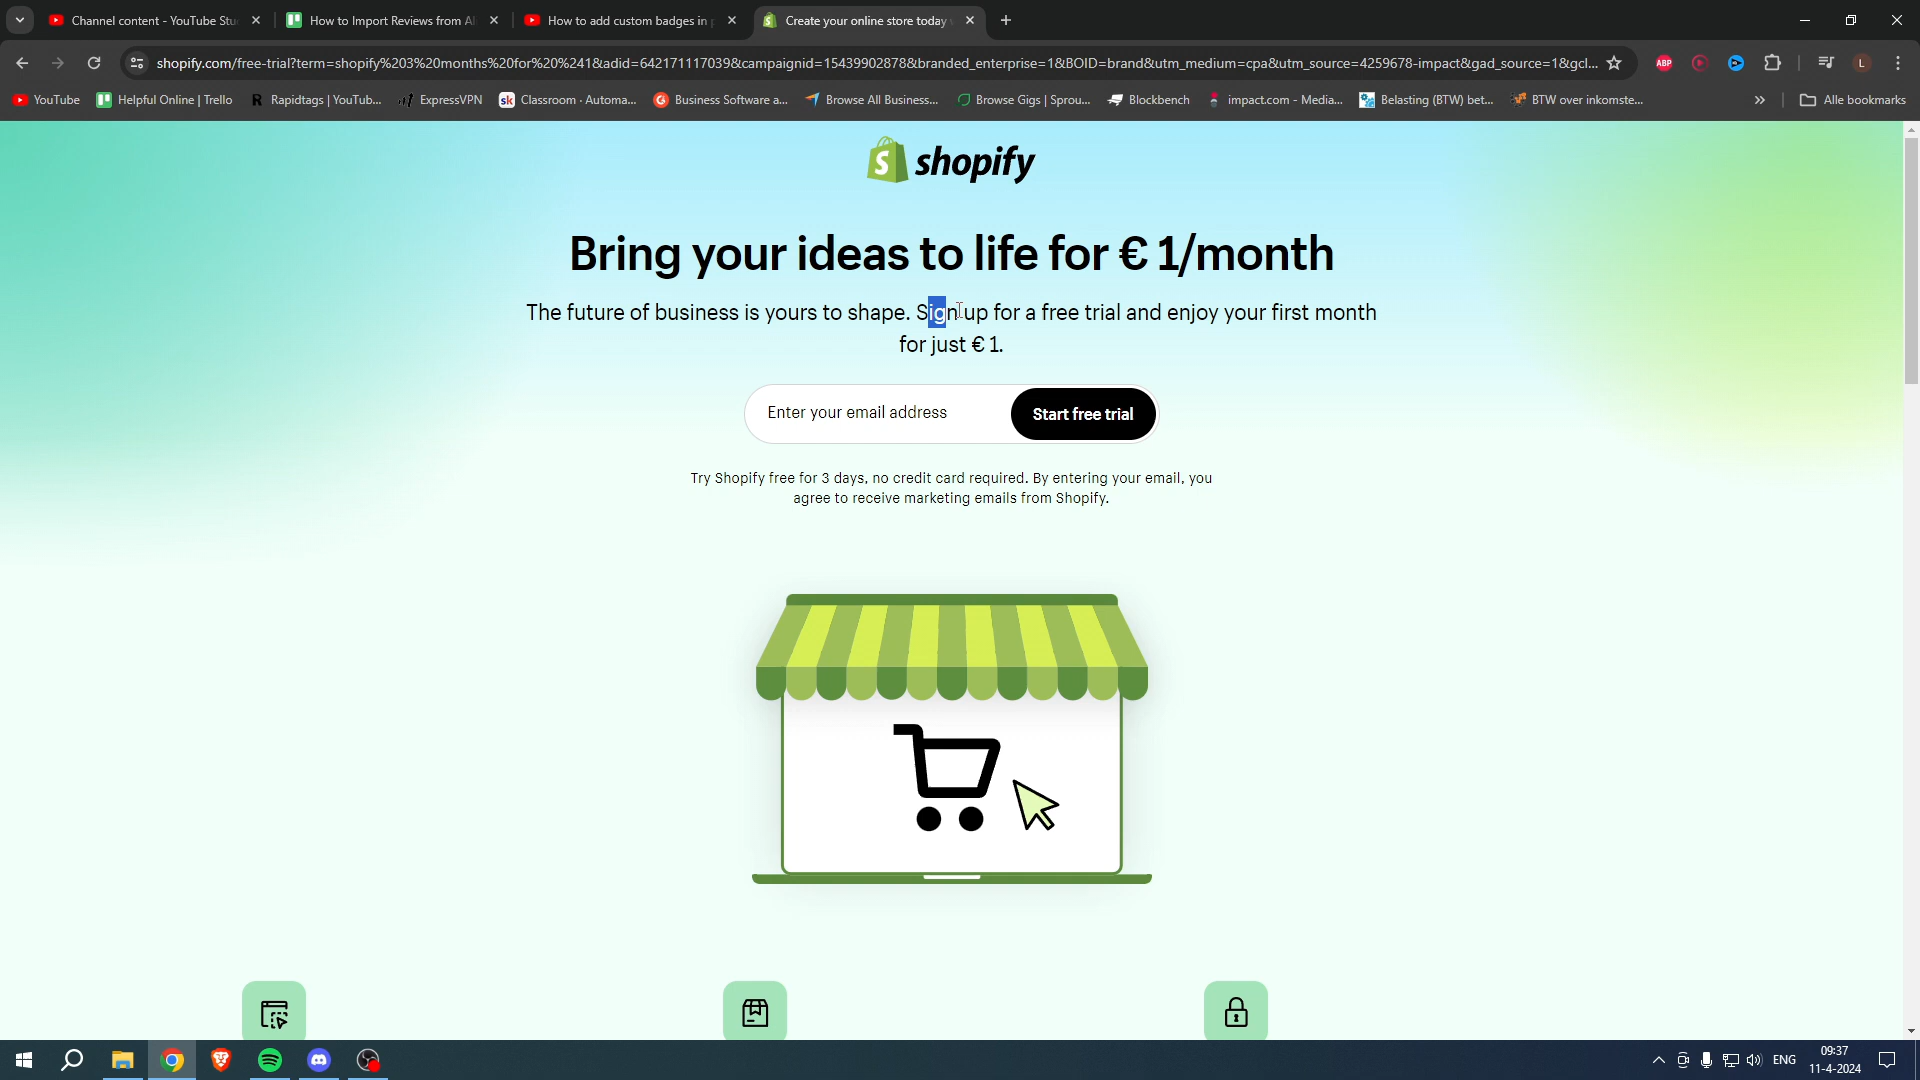 Channel content - YouTube Stu
How to Import Reviews from Al
How to add custom badges in
Create your online store today
shopify.com/free-trial?term=shopify%203%20months%20for%20%241&adid=642171117039&campaignid=15439902878&branded_enterprise=1&BOID=brand&utm_medium=cpa&utm_source=4259678-impact&gad_source=1&gcl...
ABP
L
YouTube
Helpful Online | Trello
Rapidtags | YouTub...
ExpressVPN
Classroom - Automa...
Business Software a...
Browse All Business...
Browse Gigs | Sprou...
Blockbench
impact.com - Media...
Belasting (BTW) bet...
BTW over inkomste...
Alle bookmarks
shopify
Bring your ideas to life for € 1/month
The future of business is yours to shape. Sign up for a free trial and enjoy your first month
for just € 1.
Enter your email address
Start free trial
Try Shopify free for 3 days, no credit card required. By entering your email, you
agree to receive marketing emails from Shopify.
ENG
09:37
11-4-2024